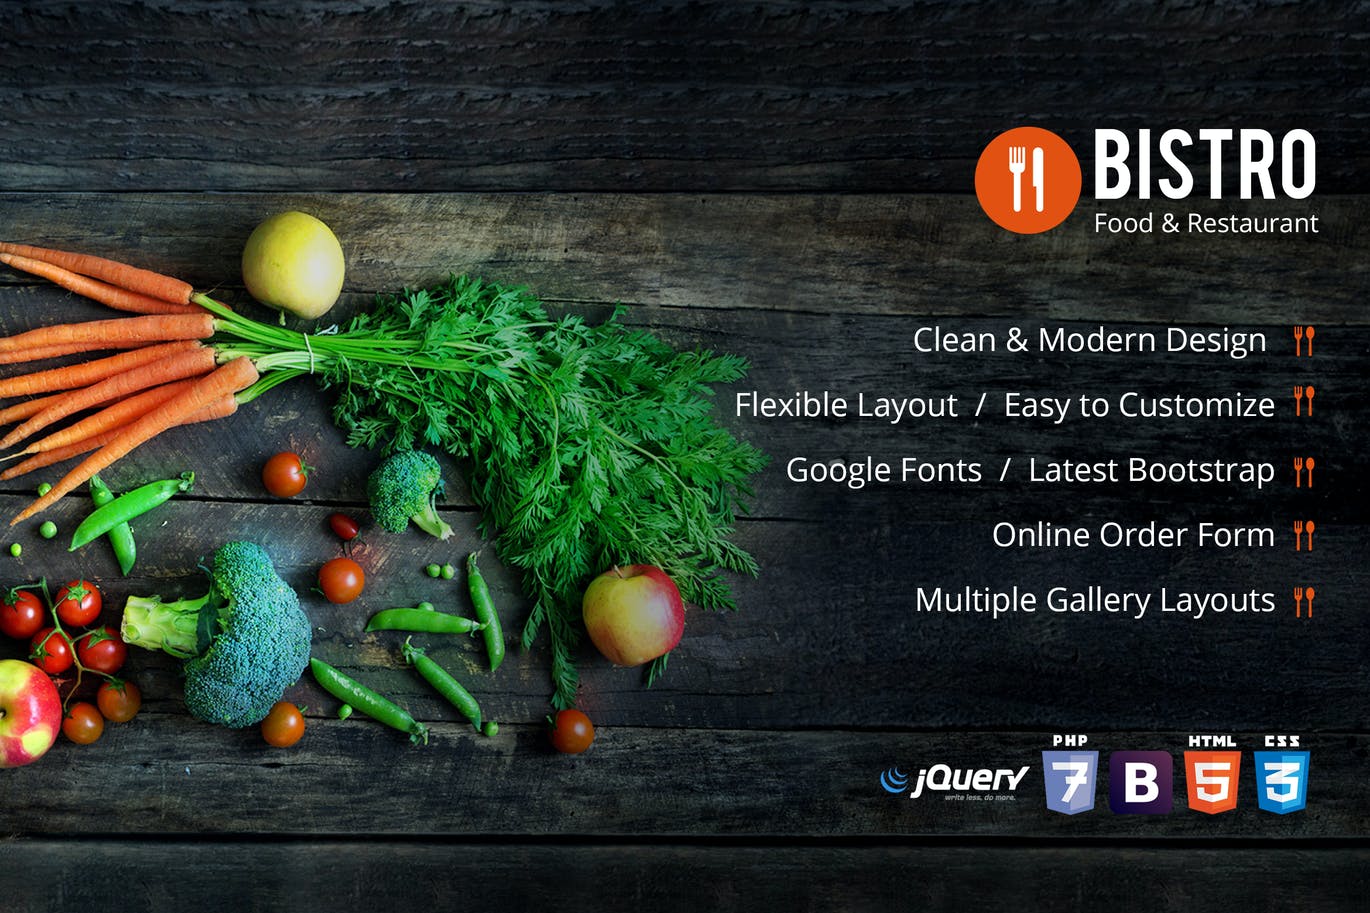 BISTRO
Food & Restaurant
Clean & Modern Design
Flexible Layout / Easy to Customize
Google Fonts / Latest Bootstrap
Online Order Form
Multiple Gallery Layouts
PHP HTML CSS
jQuery 7 B 5 3
write less. do more.